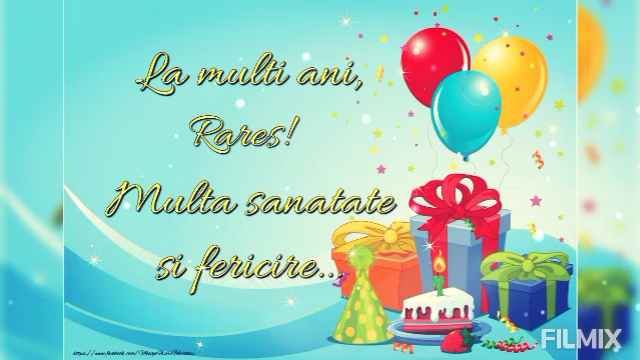 La multi ani,
Rares!
Multa sanatate
si fericire...
FILMIX